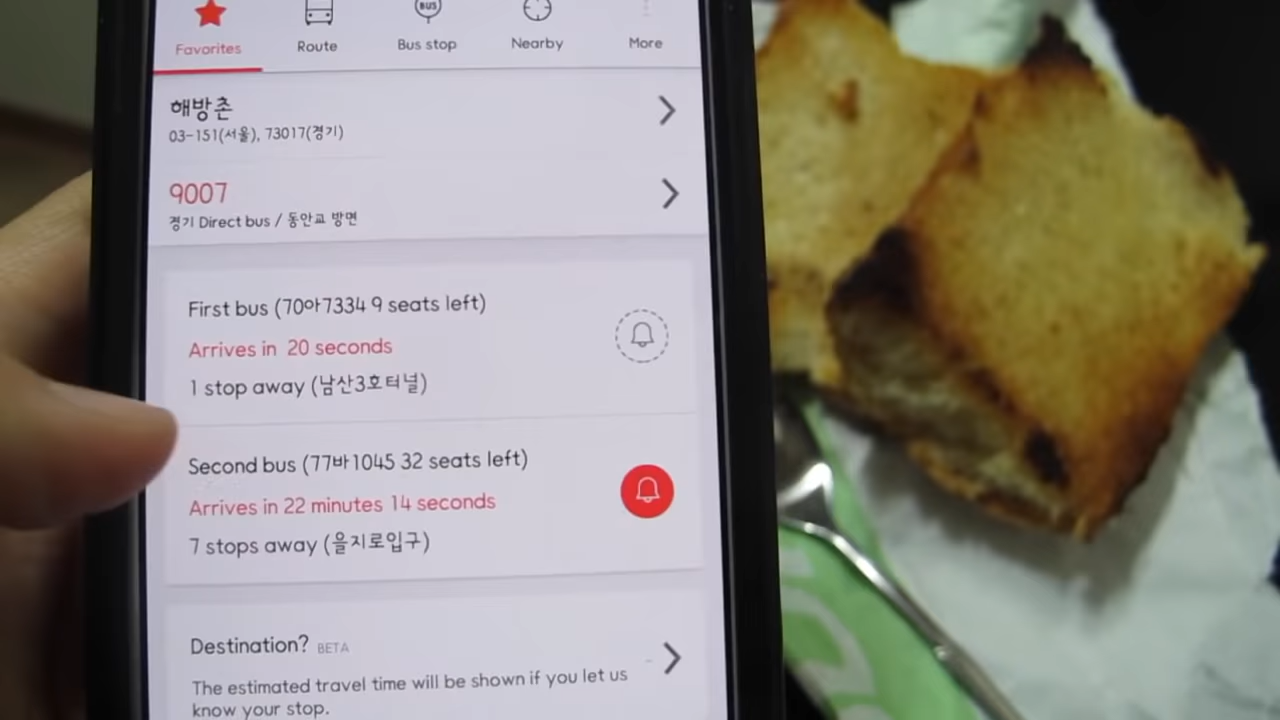 BUS
Favorites
Route
Bus stop
Nearby
More
해방촌
03-151(서울), 73017(경기)
9007
경기 Direct bus / 동안교 방면
First bus (70아7334 9 seats left)
Arrives in 20 seconds
1 stop away (남산3호터널)
Second bus (77바1045 32 seats left)
Arrives in 22 minutes 14 seconds
7 stops away (을지로입구)
Destination? BETA
The estimated travel time will be shown if you let us
know your stop.